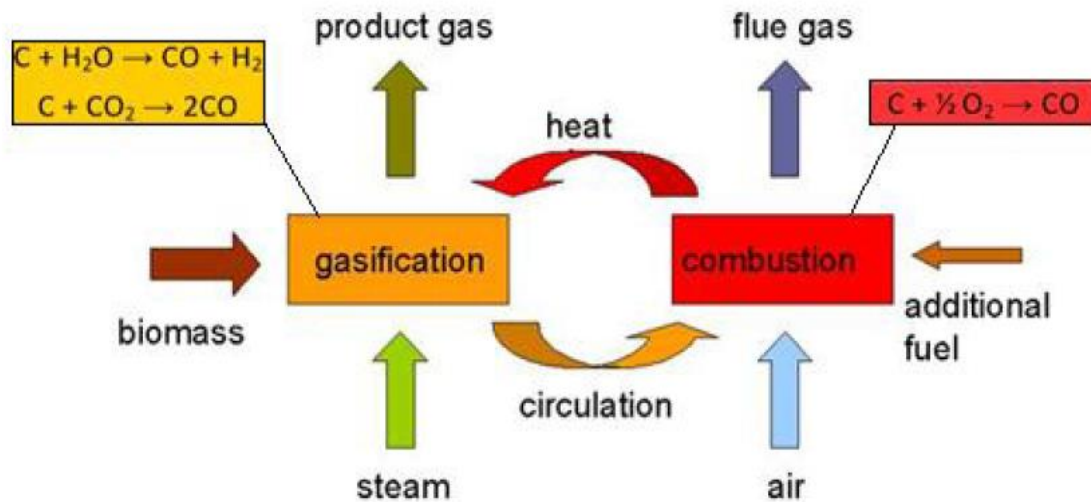 product gas
flue gas
C + H₂O → CO + H₂
C + CO₂ → 2CO
C + ½ O₂ → CO
heat
gasification
combustion
biomass
additional
fuel
circulation
steam
air